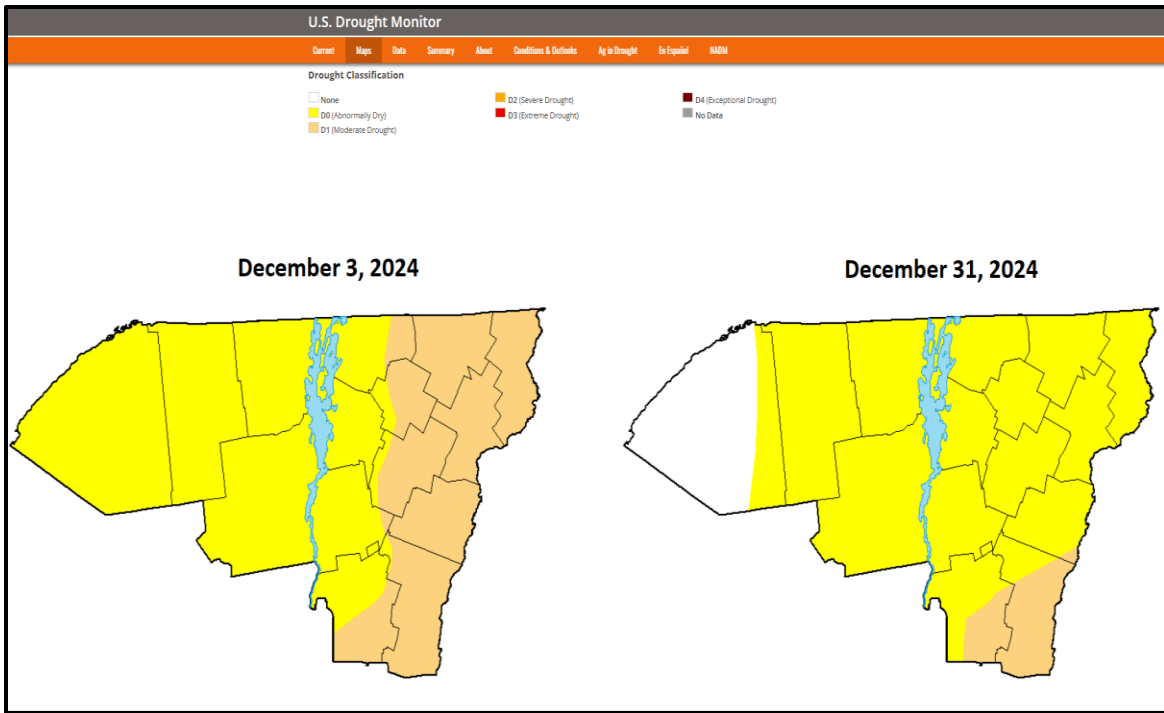 U.S. Drought Monitor
Current Maps Data Summary About Conditions & Outlooks Ag in Drought En Español NADM
Drought Classification
None
D0 (Abnormally Dry)
D1 (Moderate Drought)
D2 (Severe Drought)
D3 (Extreme Drought)
D4 (Exceptional Drought)
No Data
December 3, 2024
December 31, 2024